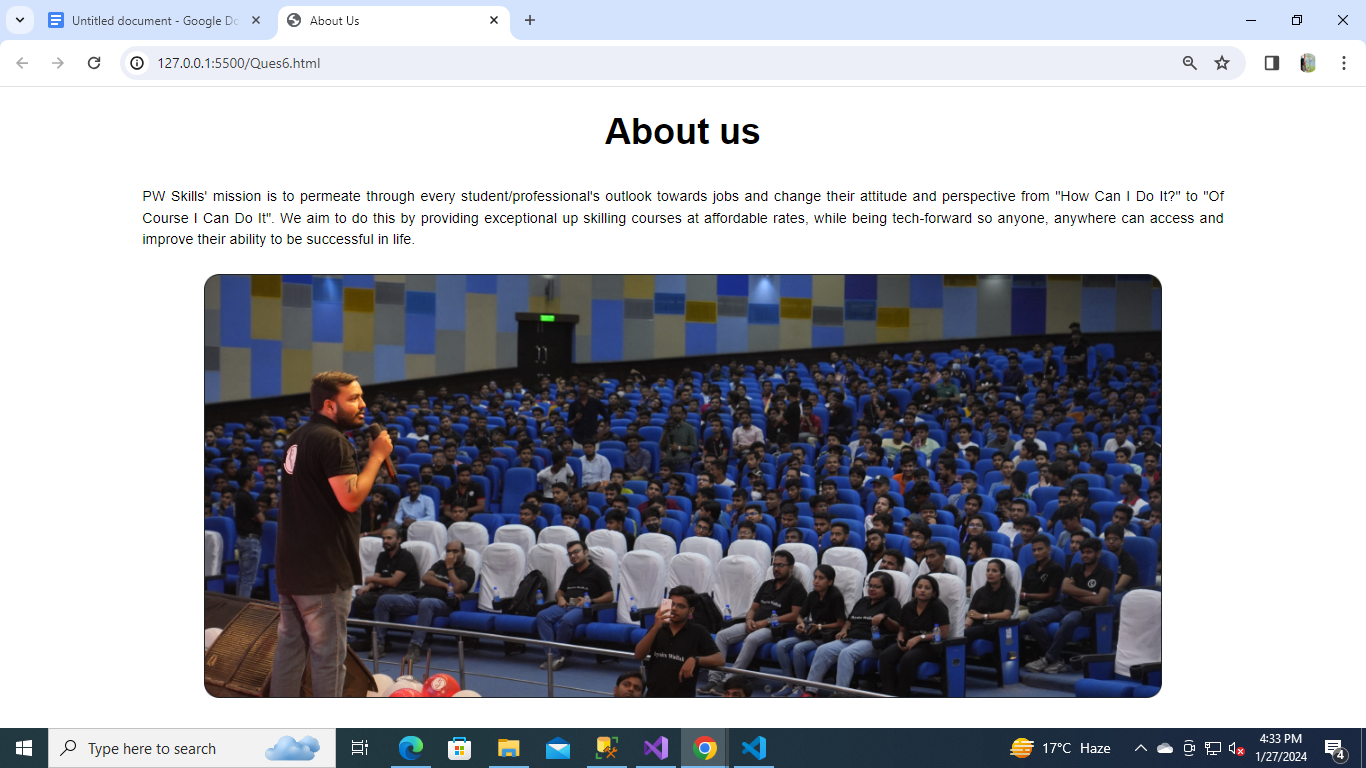 Untitled document - Google Do
About Us
127.0.0.1:5500/Ques6.html
About us
PW Skills' mission is to permeate through every student/professional's outlook towards jobs and change their attitude and perspective from "How Can I Do It?" to "Of
Course I Can Do It". We aim to do this by providing exceptional up skilling courses at affordable rates, while being tech-forward so anyone, anywhere can access and
improve their ability to be successful in life.
Type here to search
17°C Haze
4:33 PM
1/27/2024
4